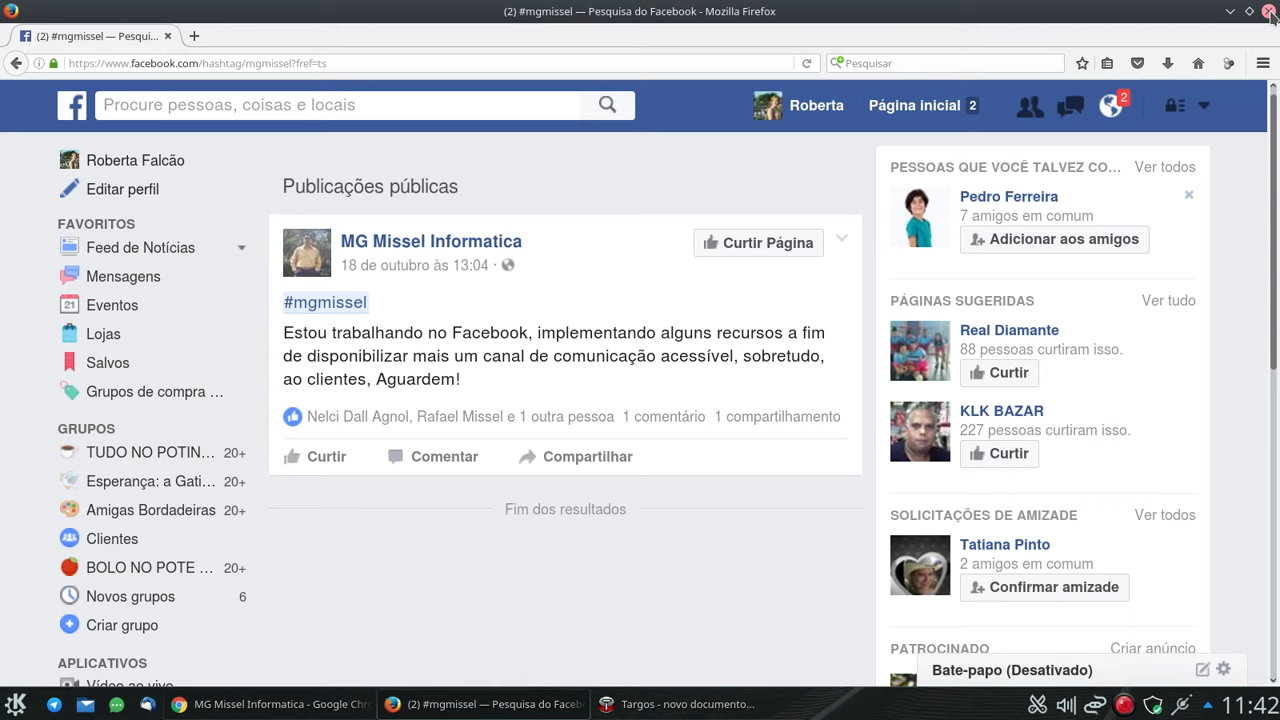 (2) #mgmissel — Pesquisa do Facebook - Mozilla Firefox
(2) #mgmissel — Pesqui...
https://www.facebook.com/hashtag/mgmissel?fref=ts
Pesquisar
Procure pessoas, coisas e locais
Roberta
Página inicial 2
2
Roberta Falcão
Editar perfil
FAVORITOS
Feed de Notícias
Mensagens
21 Eventos
Lojas
Salvos
Grupos de compra ...
GRUPOS
TUDO NO POTIN... 20+
Esperança: a Gati... 20+
Amigas Bordadeiras 20+
Clientes
BOLO NO POTE ... 20+
Novos grupos 6
Criar grupo
APLICATIVOS
Vídeo ao vivo
Publicações públicas
MG Missel Informatica
18 de outubro às 13:04 ·
Curtir Página
#mgmissel
Estou trabalhando no Facebook, implementando alguns recursos a fim
de disponibilizar mais um canal de comunicação acessível, sobretudo,
ao clientes, Aguardem!
Nelci Dall Agnol, Rafael Missel e 1 outra pessoa 1 comentário 1 compartilhamento
Curtir Comentar Compartilhar
Fim dos resultados
PESSOAS QUE VOCÊ TALVEZ CO... Ver todos
Pedro Ferreira
7 amigos em comum
Adicionar aos amigos
PÁGINAS SUGERIDAS Ver tudo
Real Diamante
88 pessoas curtiram isso.
Curtir
KLK BAZAR
227 pessoas curtiram isso.
Curtir
SOLICITAÇÕES DE AMIZADE Ver todos
Tatiana Pinto
2 amigos em comum
Confirmar amizade
PATROCINADO Criar anúncio
Bate-papo (Desativado)
MG Missel Informatica - Google Chro
(2) #mgmissel — Pesquisa do Faceb
Targos - novo documento...
11:42